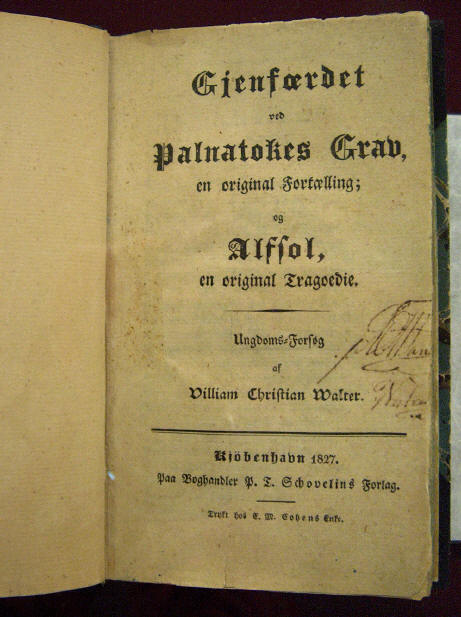 Gjenfærdet
ved
Palnatokes Grav,
en original Fortælling;
og
Alfsol,
en original Tragoedie.
Ungdoms-Forsøg
af
Villiam Christian Walter.
Kjöbenhavn 1827.
Paa Boghandler P. T. Schovelins Forlag.
Trykt hos E. M. Cohens Enke.